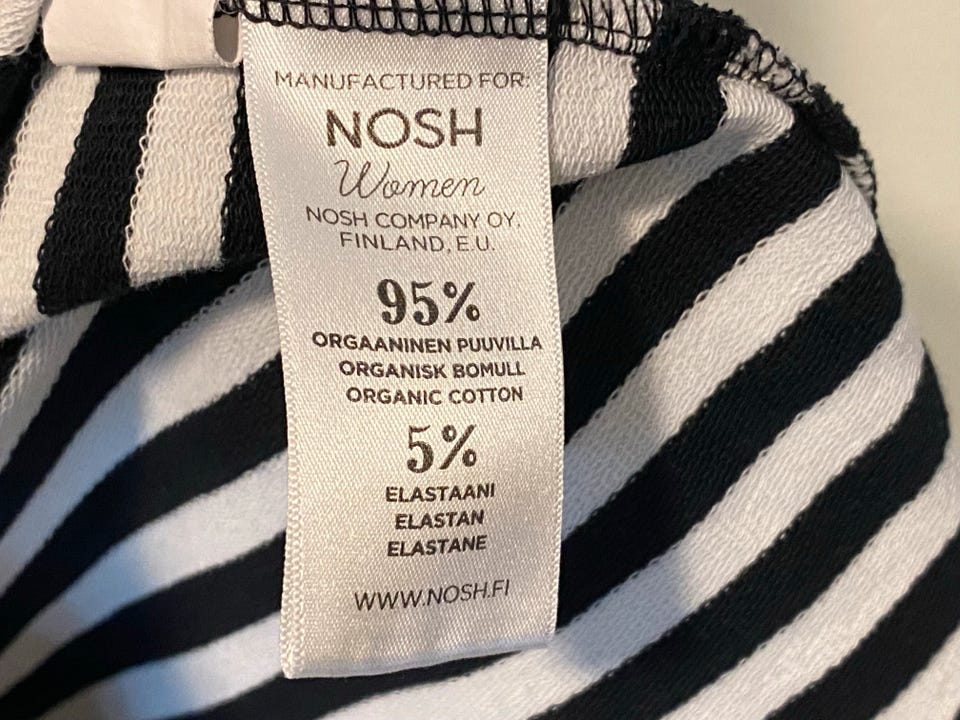 MANUFACTURED FOR:
NOSH
Women
NOSH COMPANY OY.
FINLAND, E.U.
95%
ORGAANINEN PUUVILLA
ORGANISK BOMULL
ORGANIC COTTON
5%
ELASTAANI
ELASTAN
ELASTANE
WWW.NOSH.FI